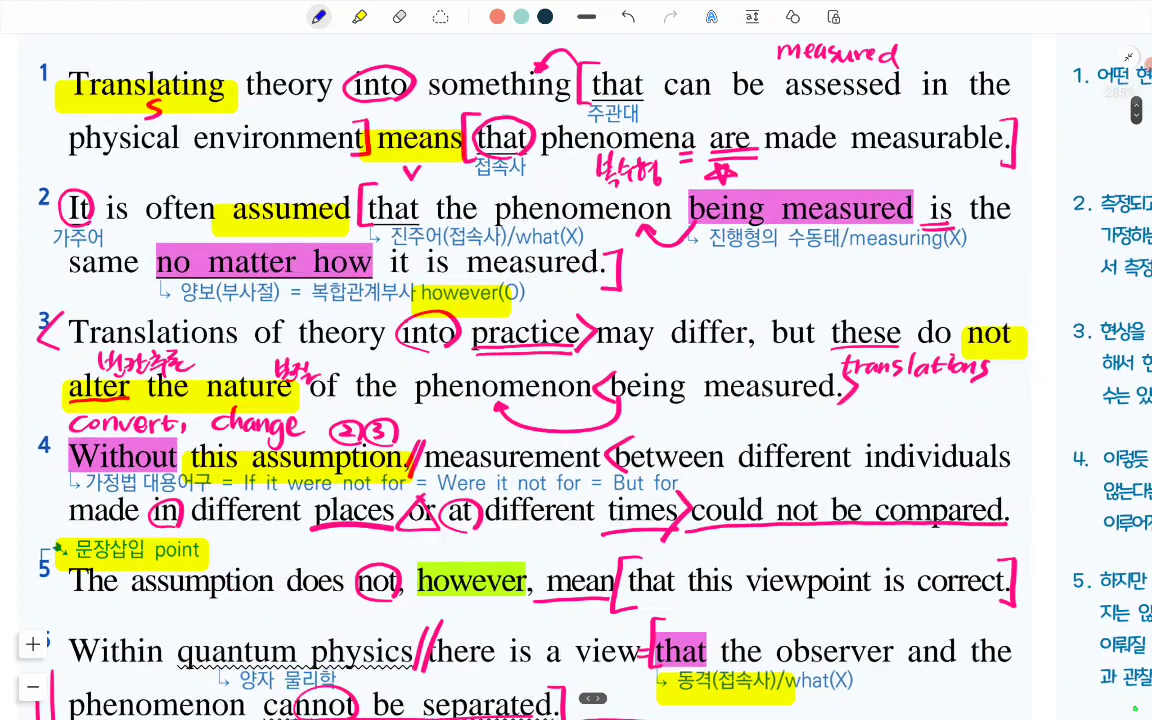 measured
1 Translating theory into something that can be assessed in the
S 주관대
physical environment means that phenomena are made measurable.
V 접속사 복수형 =
2 It is often assumed that the phenomenon being measured is the
가주어 ↳ 진주어(접속사)/what(X) ↳ 진행형의 수동태/measuring(X)
same no matter how it is measured.
↳ 양보(부사절) = 복합관계부사 however(O)
3 Translations of theory into practice may differ, but these do not
본질 translations
alter the nature of the phenomenon being measured.
convert, change ② ③
4 Without this assumption, measurement between different individuals
↳가정법 대용어구 = If it were not for = Were it not for = But for
made in different places or at different times could not be compared.
문장삽입 point
5 The assumption does not, however, mean that this viewpoint is correct.
Within quantum physics there is a view that the observer and the
↳ 양자 물리학 ↳ 동격(접속사)/what(X)
phenomenon cannot be separated.
1. 어떤 현
288%
2. 측정되고
가정하는
서 측정
3. 현상을
해서 현
수는 있
4. 이렇듯
않는다면
이루어
5. 하지만
지는 않
이뤄질
과 관찰